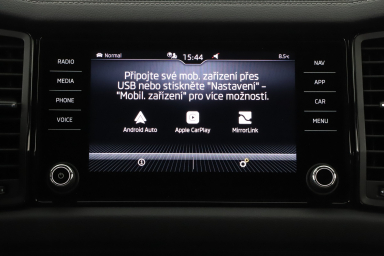 Normal 15:44 8.5
RADIO
MEDIA
PHONE
VOICE
Připojte své mob. zařízení přes
USB nebo stiskněte "Nastavení" –
"Mobil. zařízení" pro více možností.
Android Auto Apple CarPlay MirrorLink
NAV
APP
CAR
MENU